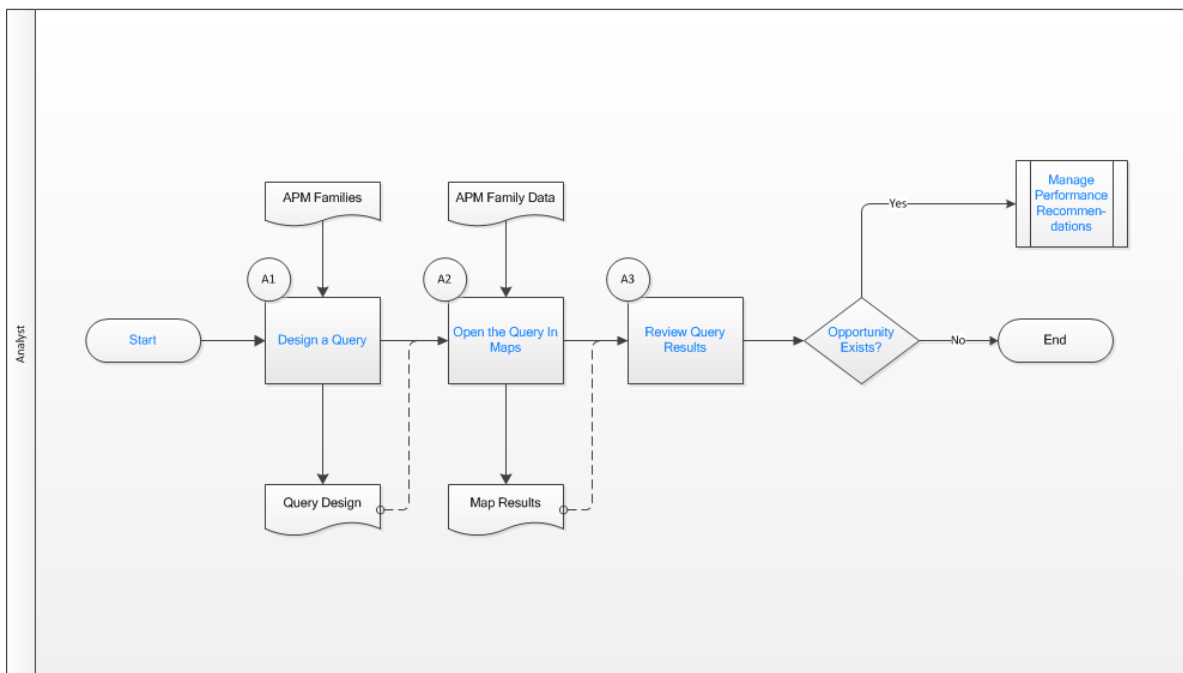 Analyst
APM Families
APM Family Data
Manage
Performance
Recommen-
dations
Yes
A1
A2
A3
Start
Design a Query
Open the Query In
Maps
Review Query
Results
Opportunity
Exists?
No
End
Query Design
Map Results